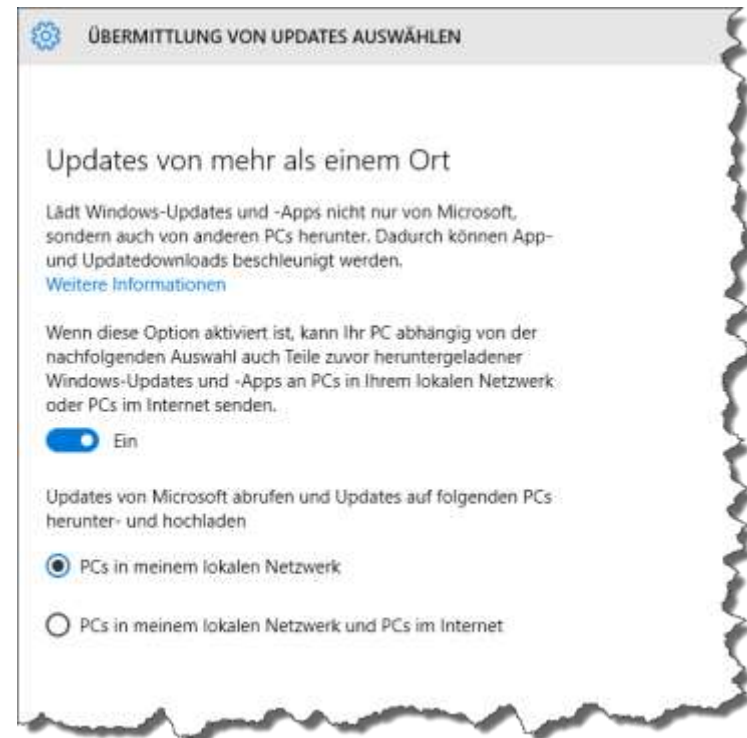 ÜBERMITTLUNG VON UPDATES AUSWÄHLEN
Updates von mehr als einem Ort
Lädt Windows-Updates und -Apps nicht nur von Microsoft,
sondern auch von anderen PCs herunter. Dadurch können App-
und Updatedownloads beschleunigt werden.
Weitere Informationen
Wenn diese Option aktiviert ist, kann Ihr PC abhängig von der
nachfolgenden Auswahl auch Teile zuvor heruntergeladener
Windows-Updates und -Apps an PCs in Ihrem lokalen Netzwerk
oder PCs im Internet senden.
Ein
Updates von Microsoft abrufen und Updates auf folgenden PCs
herunter- und hochladen
PCs in meinem lokalen Netzwerk
PCs in meinem lokalen Netzwerk und PCs im Internet